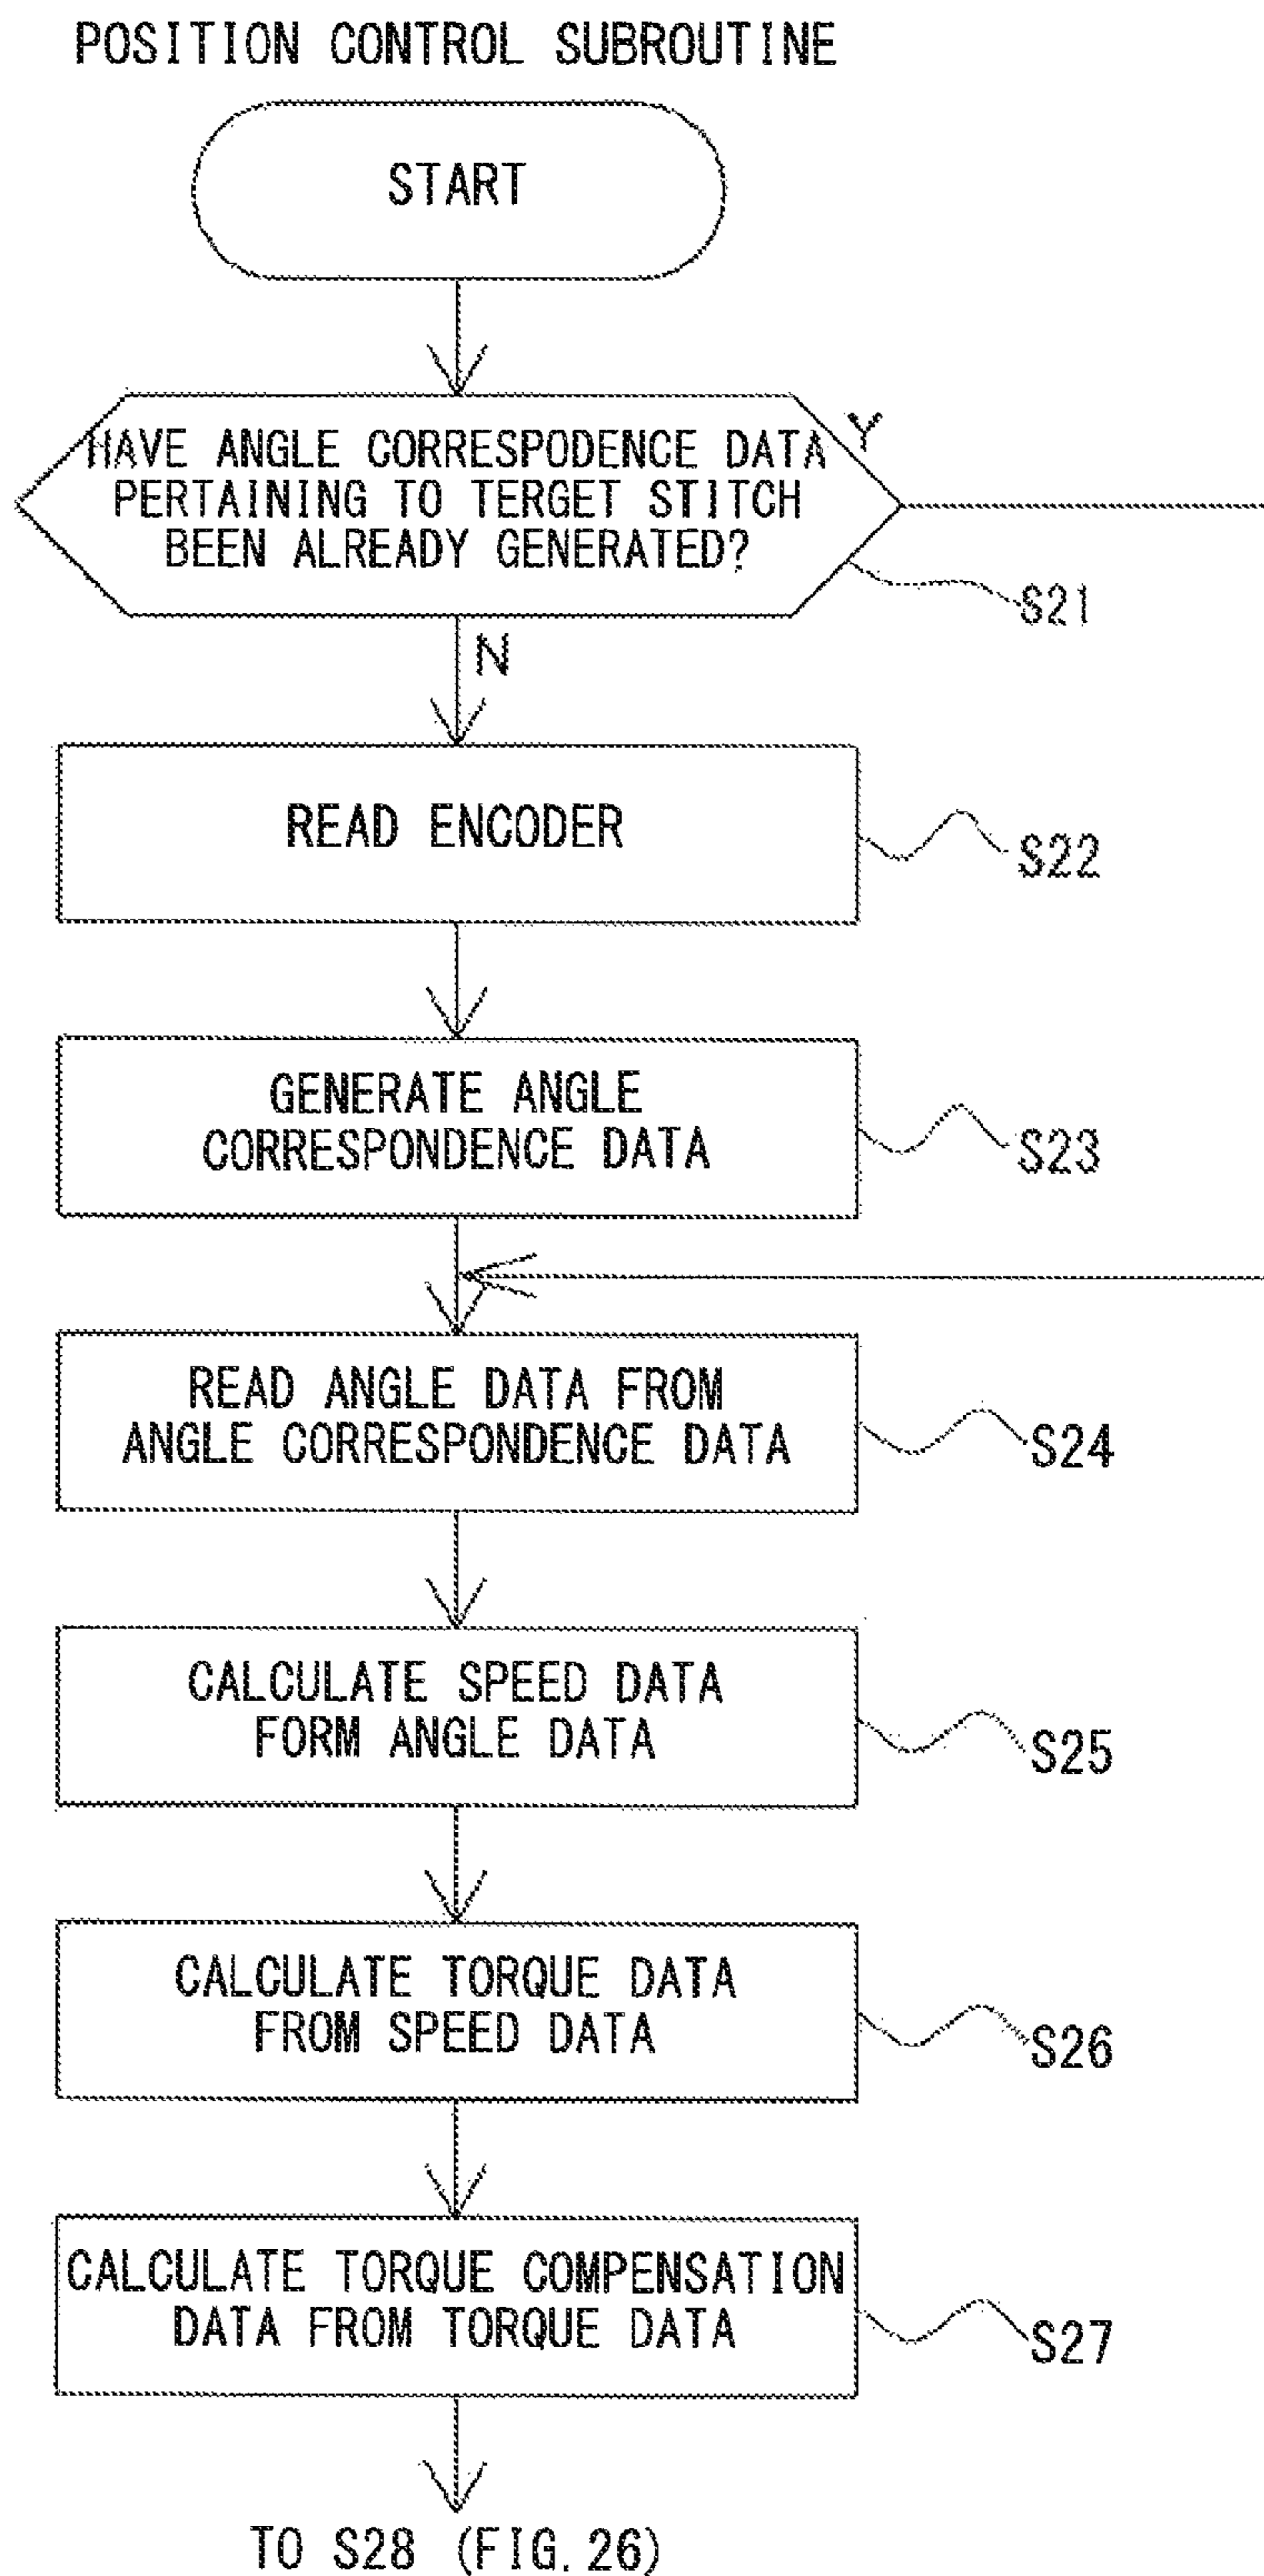 POSITION CONTROL SUBROUTINE
START
HAVE ANGLE CORRESPODENCE DATA
PERTAINING TO TERGET STITCH
BEEN ALREADY GENERATED?
Y
S21
N
READ ENCODER
S22
GENERATE ANGLE
CORRESPONDENCE DATA
S23
READ ANGLE DATA FROM
ANGLE CORRESPONDENCE DATA
S24
CALCULATE SPEED DATA
FORM ANGLE DATA
S25
CALCULATE TORQUE DATA
FROM SPEED DATA
S26
CALCULATE TORQUE COMPENSATION
DATA FROM TORQUE DATA
S27
TO S28 (FIG. 26)